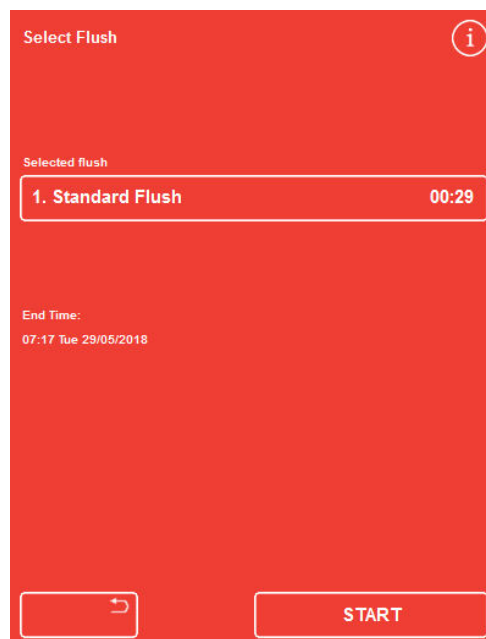 Select Flush
i
Selected flush
1. Standard Flush 00:29
End Time:
07:17 Tue 29/05/2018
START